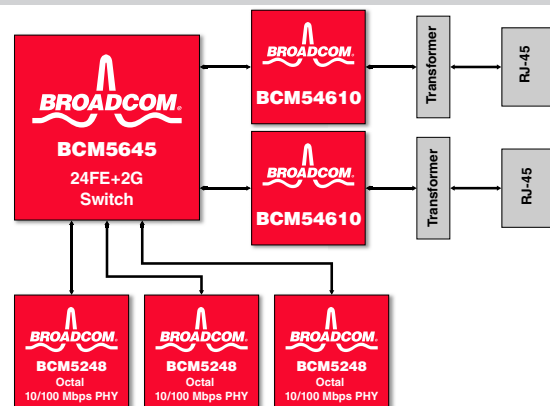 BROADCOM®
BCM5645
24FE+2G
Switch
BROADCOM®
BCM54610
Transformer
RJ-45
BROADCOM®
BCM54610
Transformer
RJ-45
BROADCOM®
BCM5248
Octal
10/100 Mbps PHY
BROADCOM®
BCM5248
Octal
10/100 Mbps PHY
BROADCOM®
BCM5248
Octal
10/100 Mbps PHY